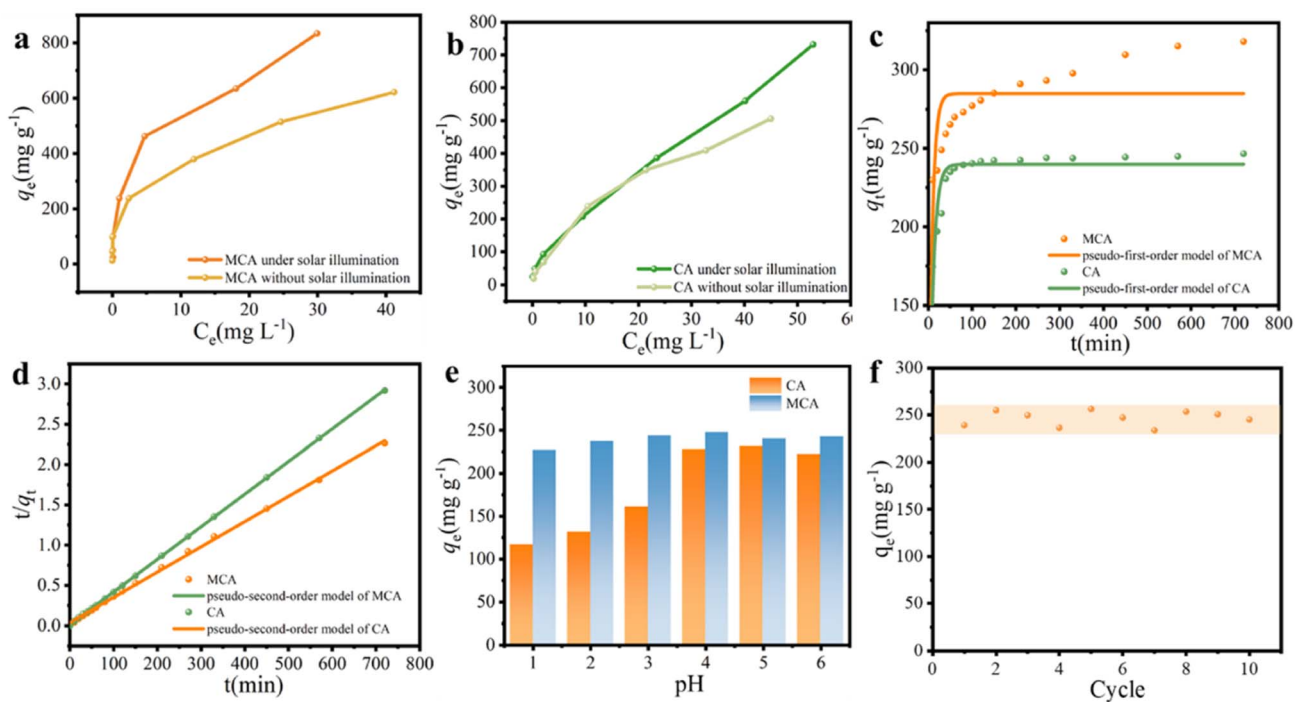 a
qe(mg g-1)
800
600
400
200
0
MCA under solar illumination
MCA without solar illumination
0 10 20 30 40
Ce(mg L-1)
b
qe(mg g-1)
800
700
600
500
400
300
200
100
0
CA under solar illumination
CA without solar illumination
0 10 20 30 40 50 60
Ce(mg L-1)
c
qt(mg g-1)
300
250
200
150
MCA
pseudo-first-order model of MCA
CA
pseudo-first-order model of CA
0 100 200 300 400 500 600 700 800
t(min)
d
t/qt
3.0
2.5
2.0
1.5
1.0
0.5
0.0
MCA
pseudo-second-order model of MCA
CA
pseudo-second-order model of CA
0 100 200 300 400 500 600 700 800
t(min)
e
qe(mg g-1)
300
250
200
150
100
50
0
CA
MCA
1 2 3 4 5 6
pH
f
qe(mg g-1)
300
250
200
150
100
50
0
0 2 4 6 8 10
Cycle